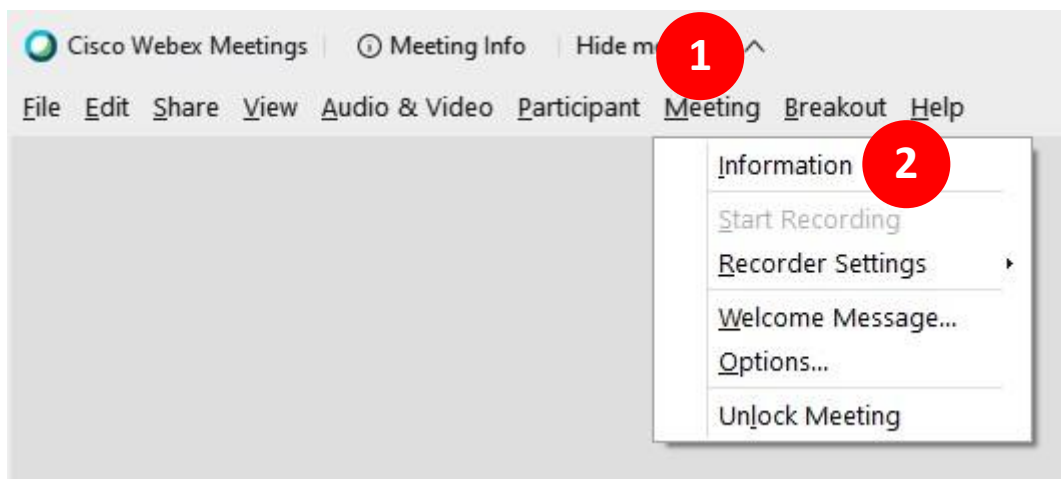 Cisco Webex Meetings Meeting Info Hide
1
File Edit Share View Audio & Video Participant Meeting Breakout Help
Information 2
Start Recording
Recorder Settings
Welcome Message...
Options...
Unlock Meeting